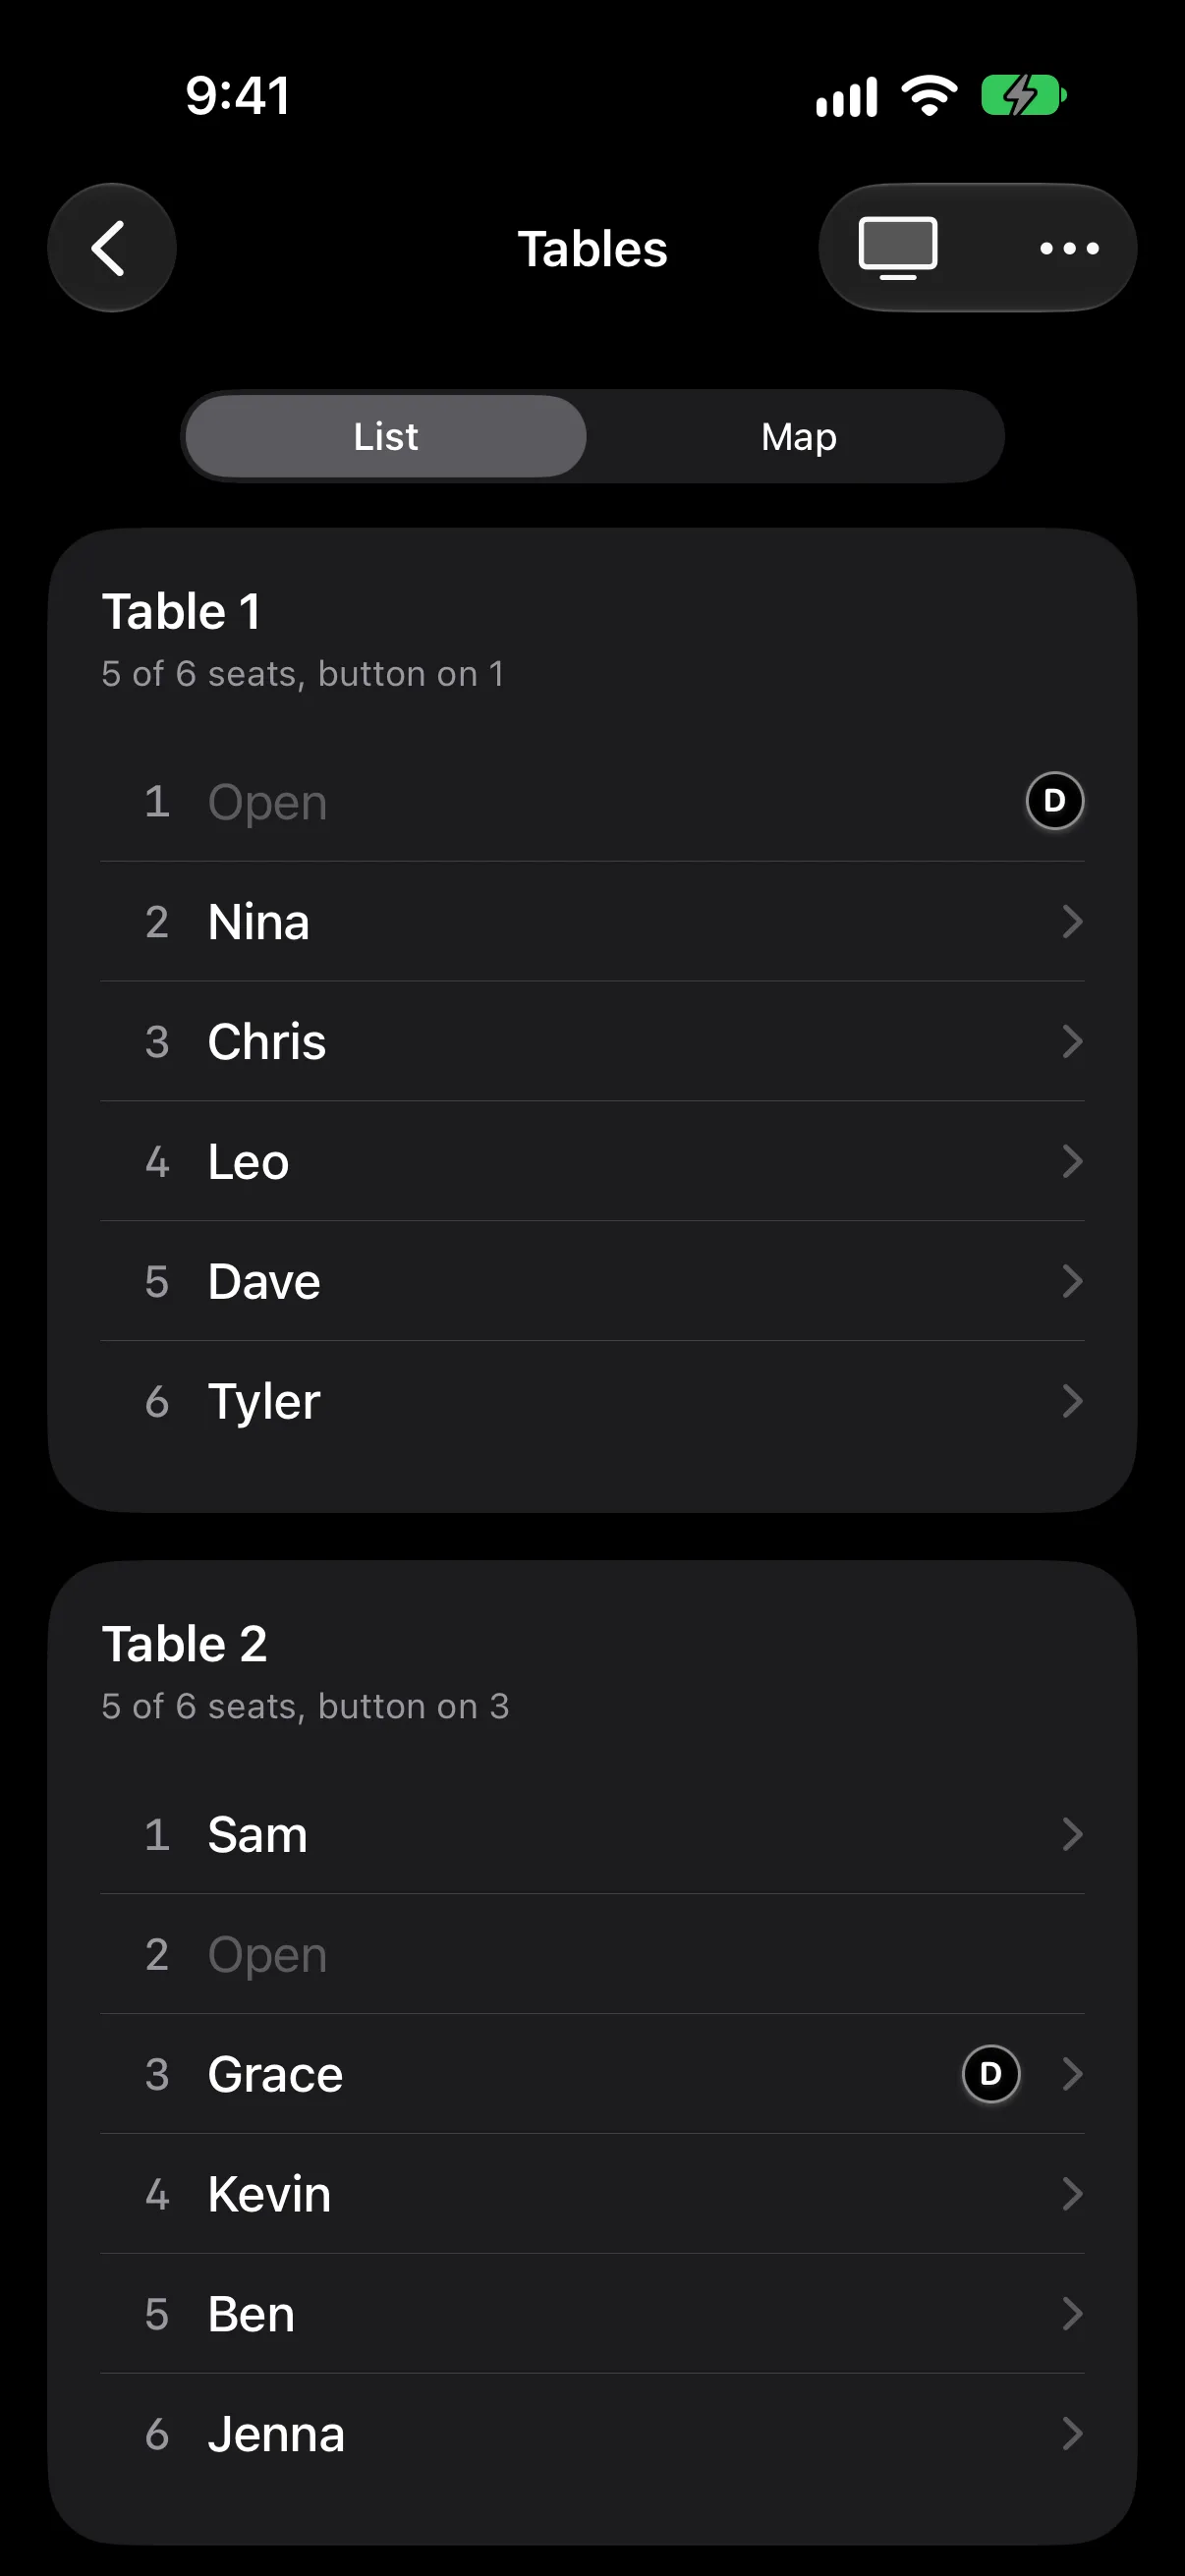 9:41
Tables
List
Map
Table 1
5 of 6 seats, button on 1
1 Open D
2 Nina
3 Chris
4 Leo
5 Dave
6 Tyler
Table 2
5 of 6 seats, button on 3
1 Sam
2 Open
3 Grace D
4 Kevin
5 Ben
6 Jenna